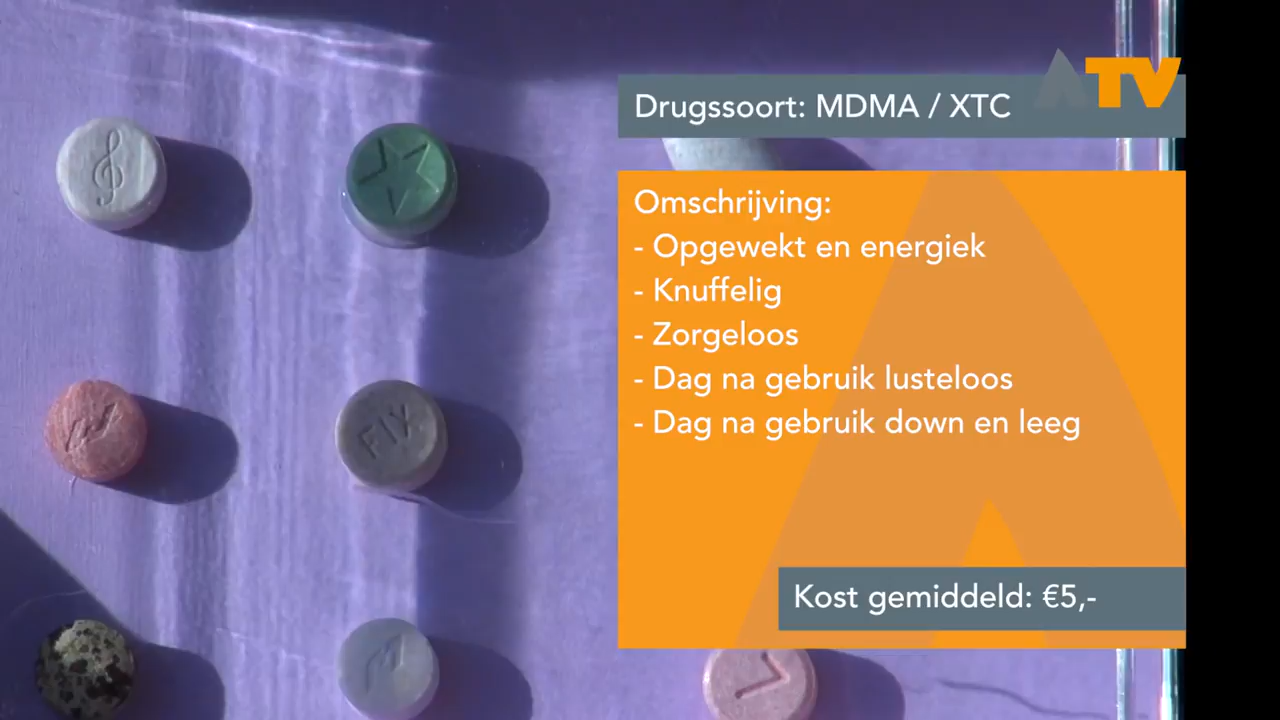 ATV
Drugssoort: MDMA / XTC
Omschrijving:
- Opgewekt en energiek
- Knuffelig
- Zorgeloos
- Dag na gebruik lusteloos
- Dag na gebruik down en leeg
FIX
Kost gemiddeld: €5,-